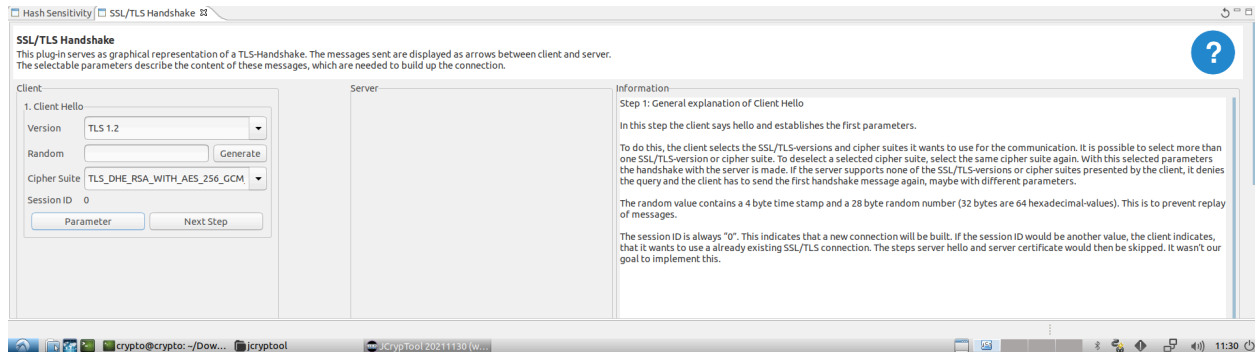 Hash Sensitivity SSL/TLS Handshake
SSL/TLS Handshake
This plug-in serves as graphical representation of a TLS-Handshake. The messages sent are displayed as arrows between client and server.
The selectable parameters describe the content of these messages, which are needed to build up the connection.
?
Client
1. Client Hello
Version TLS 1.2
Random Generate
Cipher Suite TLS_DHE_RSA_WITH_AES_256_GCM_
Session ID 0
Parameter Next Step
Server
Information
Step 1: General explanation of Client Hello
In this step the client says hello and establishes the first parameters.
To do this, the client selects the SSL/TLS-versions and cipher suites it wants to use for the communication. It is possible to select more than
one SSL/TLS-version or cipher suite. To deselect a selected cipher suite, select the same cipher suite again. With this selected parameters
the handshake with the server is made. If the server supports none of the SSL/TLS-versions or cipher suites presented by the client, it denies
the query and the client has to send the first handshake message again, maybe with different parameters.
The random value contains a 4 byte time stamp and a 28 byte random number (32 bytes are 64 hexadecimal-values). This is to prevent replay
of messages.
The session ID is always "0". This indicates that a new connection will be built. If the session ID would be another value, the client indicates,
that it wants to use a already existing SSL/TLS connection. The steps server hello and server certificate would then be skipped. It wasn't our
goal to implement this.
crypto@crypto: ~/Dow... jcryptool JCrypTool 20211130 (w... 11:30